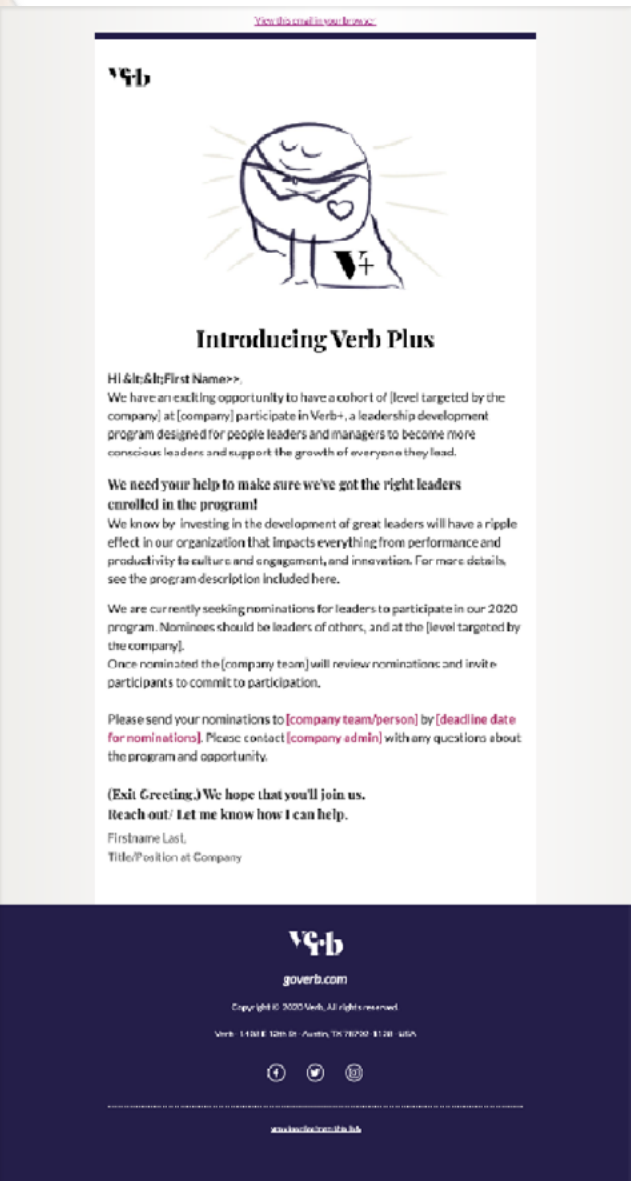 View this email in your browser
Verb
V+
Introducing Verb Plus
Hi &lt;&lt;First Name>>,
We have an exciting opportunity to have a cohort of [level targeted by the
company] at [company] participate in Verb+, a leadership development
program designed for people leaders and managers to become more
conscious leaders and support the growth of everyone they lead.
We need your help to make sure we've got the right leaders
enrolled in the program!
We know by investing in the development of great leaders will have a ripple
effect in our organization that impacts everything from performance and
productivity to culture and engagement, and innovation. For more details,
see the program description included here.
We are currently seeking nominations for leaders to participate in our 2020
program. Nominees should be leaders of others, and at the [level targeted by
the company].
Once nominated the [company team] will review nominations and invite
participants to commit to participation.
Please send your nominations to [company team/person] by [deadline date
for nominations]. Please contact [company admin] with any questions about
the program and opportunity.
(Exit Greeting,) We hope that you'll join us.
Reach out/ Let me know how I can help.
Firstname Last,
Title/Position at Company
Verb
goverb.com
Copyright © 2020 Verb, All rights reserved.
Verb · E 12th St · Austin, TX · USA